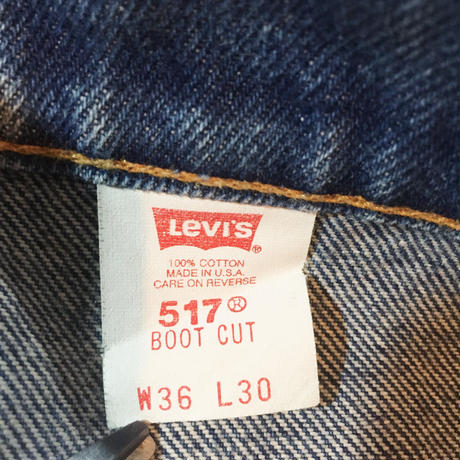 LEVI'S ®
100% COTTON
MADE IN U.S.A.
CARE ON REVERSE
517 ®
BOOT CUT
W36 L30